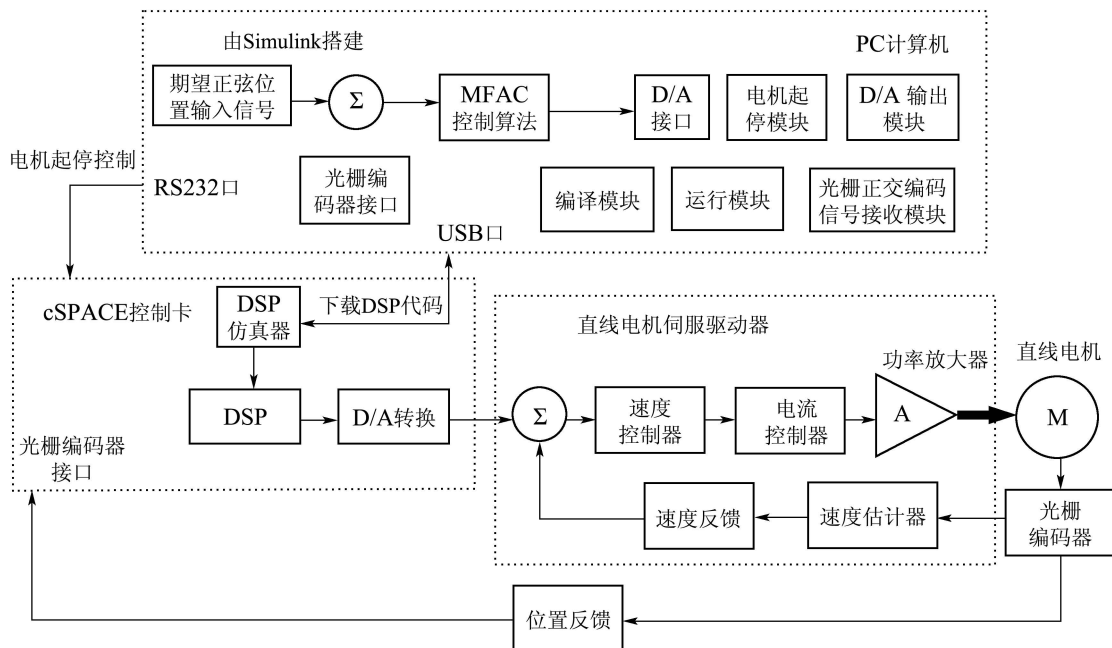 由Simulink搭建
PC计算机
期望正弦位
置输入信号
Σ
MFAC
控制算法
D/A
接口
电机起
停模块
D/A 输出
模块
电机起停控制
RS232口
光栅编
码器接口
编译模块
运行模块
光栅正交编码
信号接收模块
USB口
cSPACE控制卡
DSP
仿真器
下载DSP代码
DSP
D/A转换
光栅编码器
接口
直线电机伺服驱动器
功率放大器
直线电机
Σ
速度
控制器
电流
控制器
A
M
速度反馈
速度估计器
光栅
编码器
位置反馈